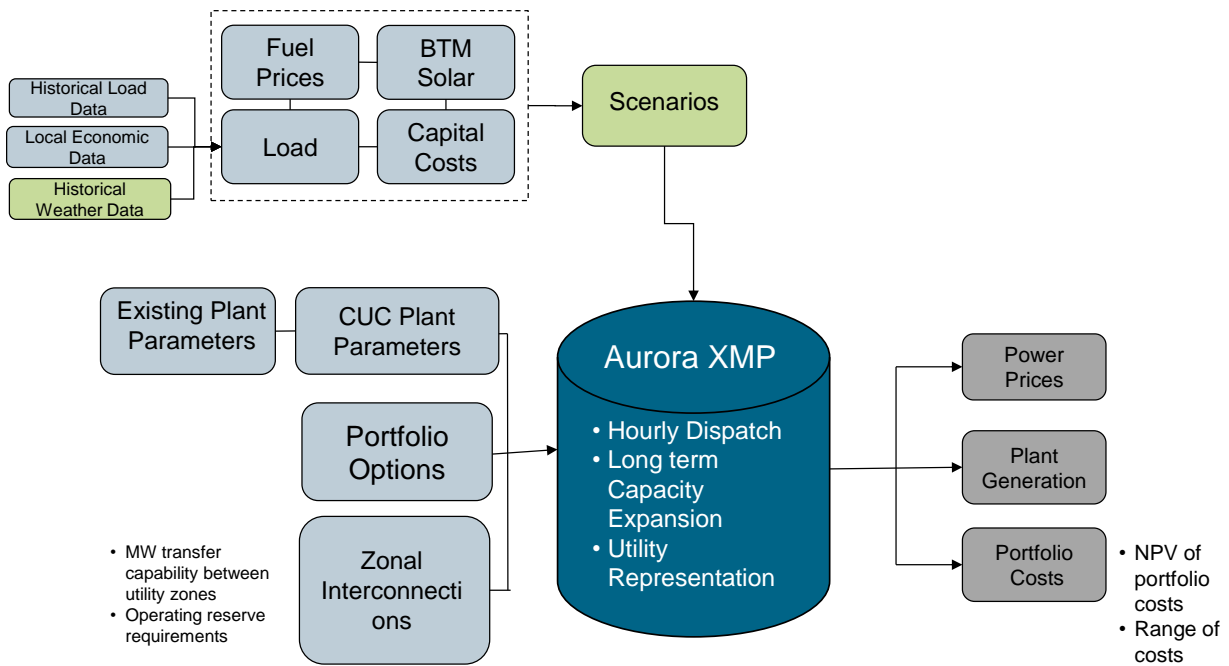 Fuel
Prices
BTM
Solar
Historical Load
Data
Local Economic
Data
Historical
Weather Data
Load
Capital
Costs
Scenarios
Existing Plant
Parameters
CUC Plant
Parameters
Portfolio
Options
Zonal
Interconnecti
ons
• MW transfer
capability between
utility zones
• Operating reserve
requirements
Aurora XMP
• Hourly Dispatch
• Long term
Capacity
Expansion
• Utility
Representation
Power
Prices
Plant
Generation
Portfolio
Costs
• NPV of
portfolio
costs
• Range of
costs